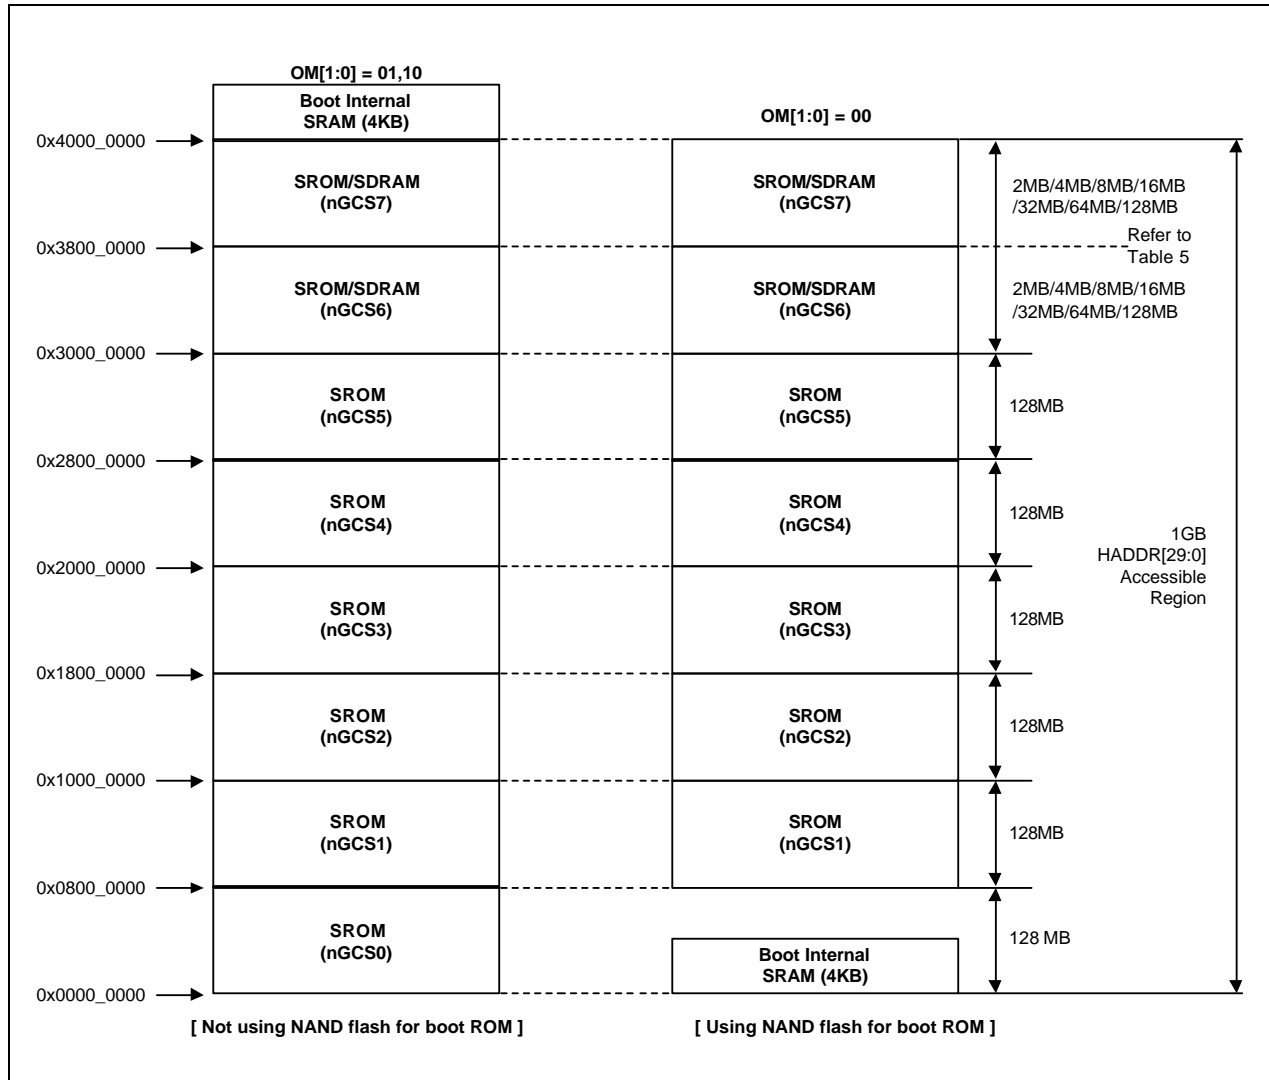 OM[1:0] = 01,10
Boot Internal
SRAM (4KB)
OM[1:0] = 00
0x4000_0000
SROM/SDRAM
(nGCS7)
SROM/SDRAM
(nGCS7)
2MB/4MB/8MB/16MB
/32MB/64MB/128MB
0x3800_0000
Refer to
Table 5
SROM/SDRAM
(nGCS6)
SROM/SDRAM
(nGCS6)
2MB/4MB/8MB/16MB
/32MB/64MB/128MB
0x3000_0000
SROM
(nGCS5)
SROM
(nGCS5)
128MB
0x2800_0000
SROM
(nGCS4)
SROM
(nGCS4)
128MB
1GB
HADDR[29:0]
Accessible
Region
0x2000_0000
SROM
(nGCS3)
SROM
(nGCS3)
128MB
0x1800_0000
SROM
(nGCS2)
SROM
(nGCS2)
128MB
0x1000_0000
SROM
(nGCS1)
SROM
(nGCS1)
128MB
0x0800_0000
SROM
(nGCS0)
Boot Internal
SRAM (4KB)
128 MB
0x0000_0000
[ Not using NAND flash for boot ROM ]
[ Using NAND flash for boot ROM ]